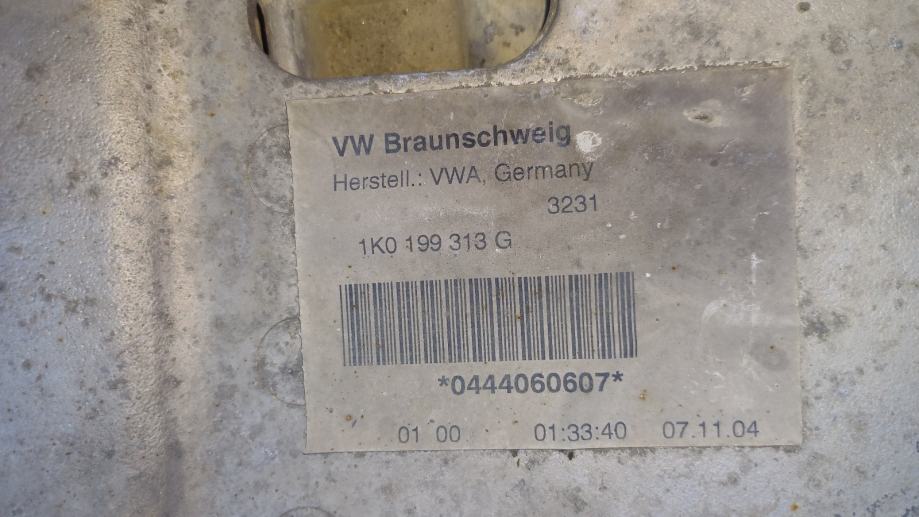 VW Braunschweig
Herstell.: VWA, Germany
3231
1K0 199 313 G
*0444060607*
01 00 01:33:40 07.11.04